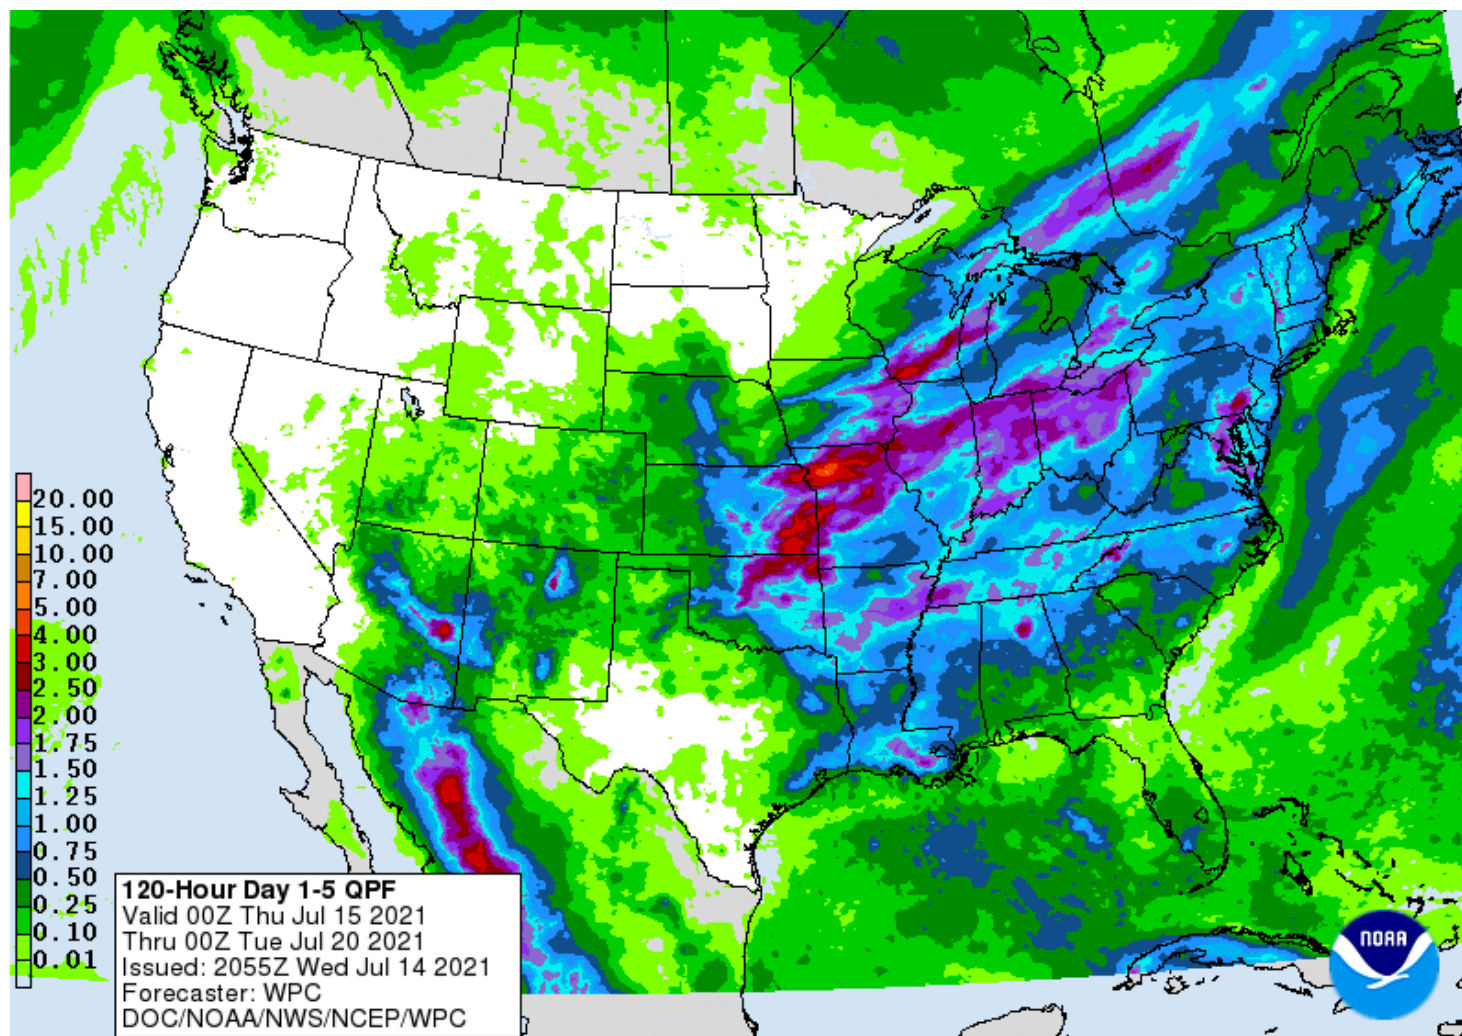 20.00
15.00
10.00
7.00
5.00
4.00
3.00
2.50
2.00
1.75
1.50
1.25
1.00
0.75
0.50
0.25
0.10
0.01
120-Hour Day 1-5 QPF
Valid 00Z Thu Jul 15 2021
Thru 00Z Tue Jul 20 2021
Issued: 2055Z Wed Jul 14 2021
Forecaster: WPC
DOC/NOAA/NWS/NCEP/WPC
NOAA